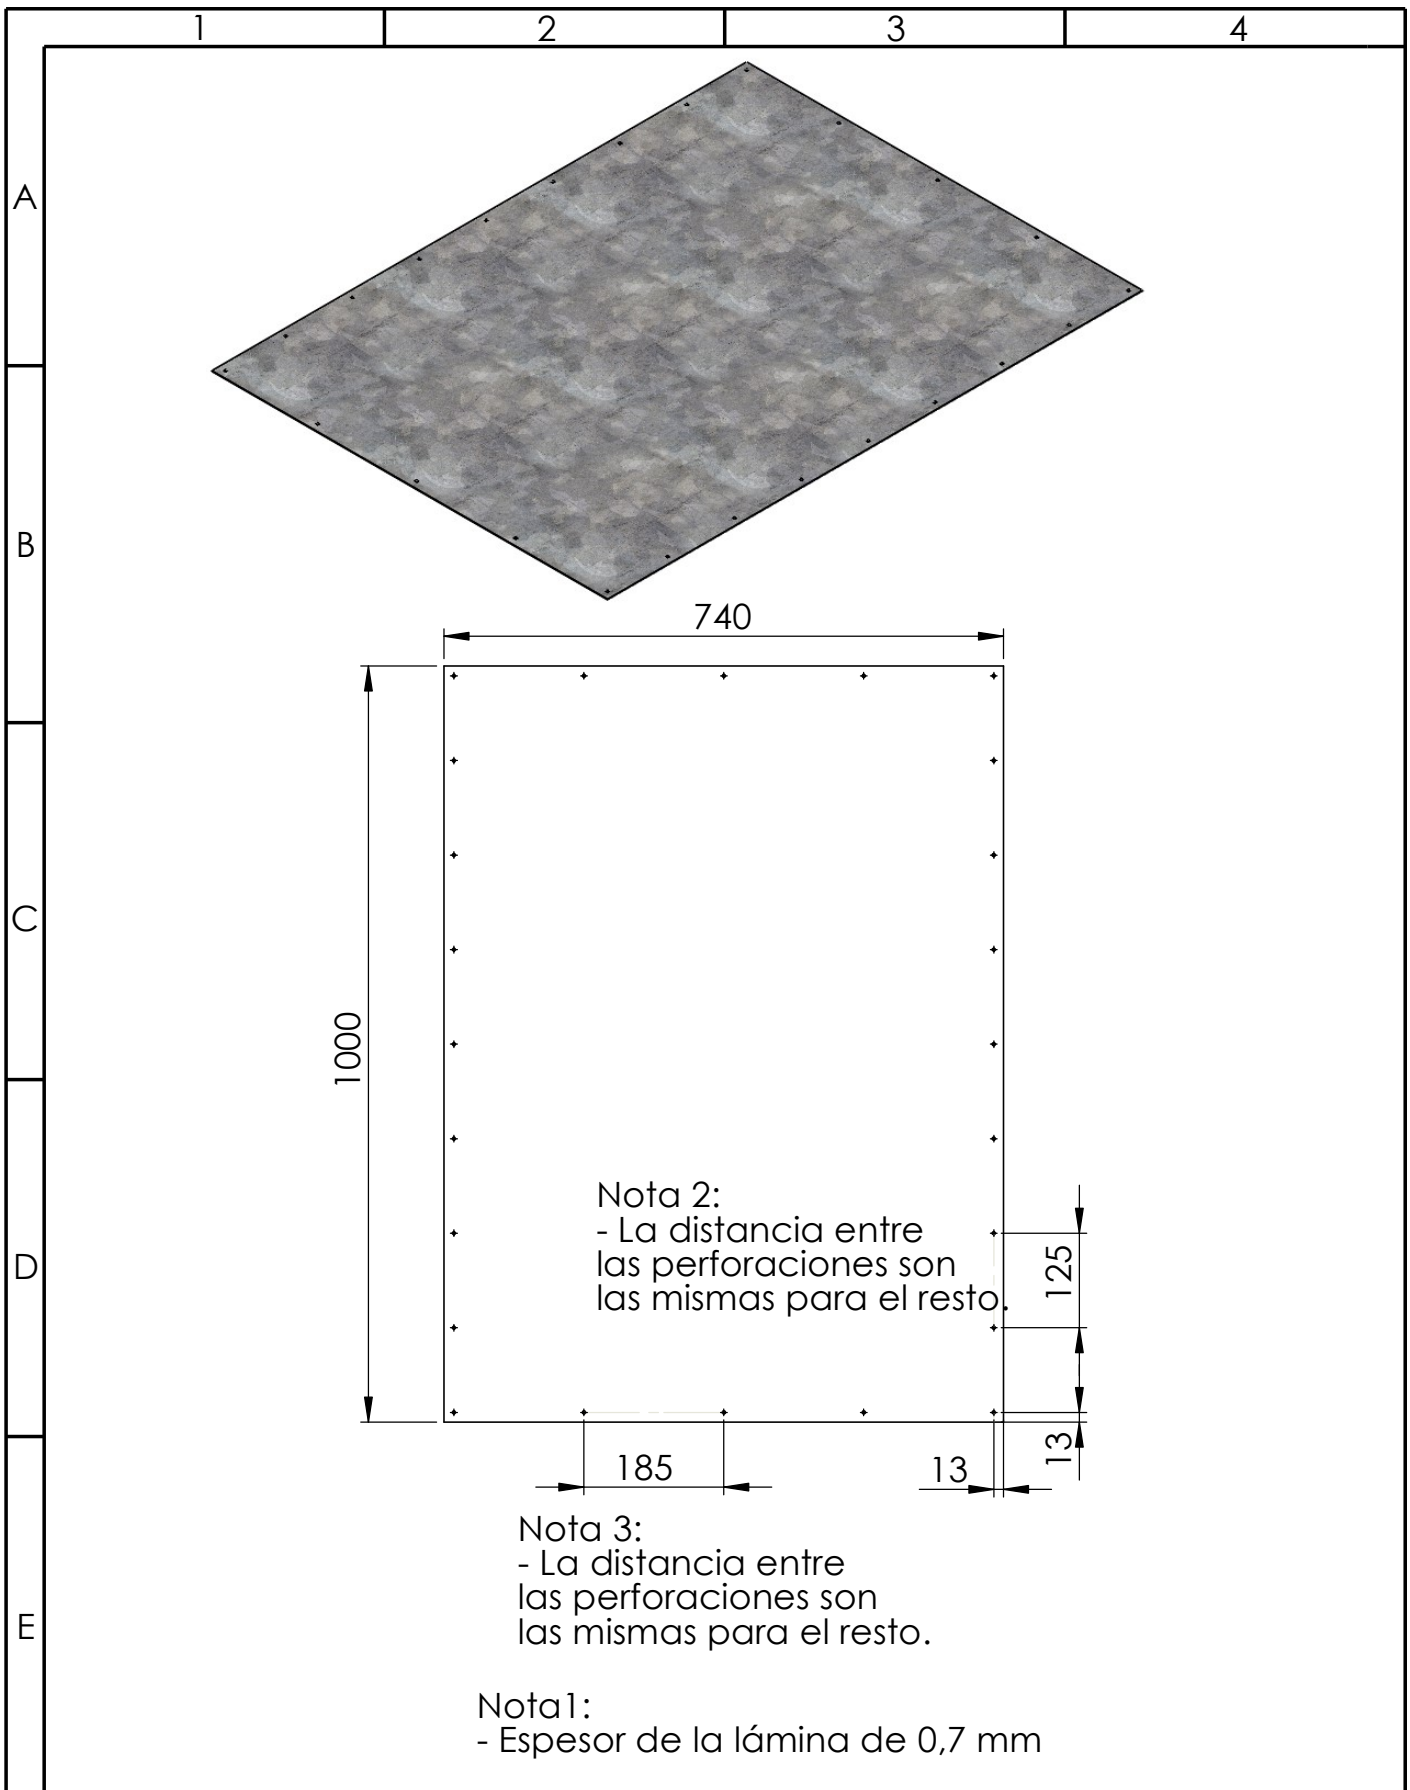 1 2 3 4
A
B
740
C
1000
Nota 2:
- La distancia entre
las perforaciones son
las mismas para el resto.
D
125
13
185
13
Nota 3:
- La distancia entre
las perforaciones son
las mismas para el resto.
E
Nota1:
- Espesor de la lámina de 0,7 mm